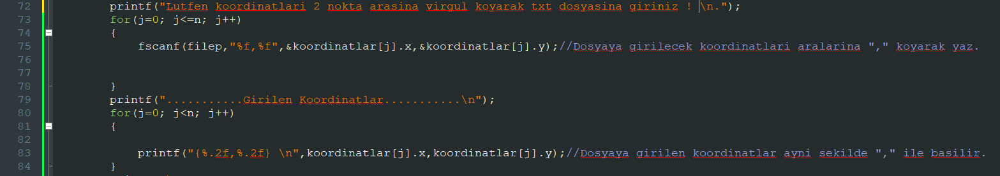 72 printf("Lutfen koordinatlari 2 nokta arasina virgul koyarak txt dosyasina giriniz ! \n.");
73 for(j=0; j<=n; j++)
74 {
75 fscanf(filep,"%f,%f",&koordinatlar[j].x,&koordinatlar[j].y);//Dosyaya girilecek koordinatlari aralarina "," koyarak yaz.
76
77
78 }
79 printf("...........Girilen Koordinatlar...........\n");
80 for(j=0; j<n; j++)
81 {
82
83 printf("{%.2f,%.2f} \n",koordinatlar[j].x,koordinatlar[j].y);//Dosyaya girilen koordinatlar ayni sekilde "," ile basilir.
84 }